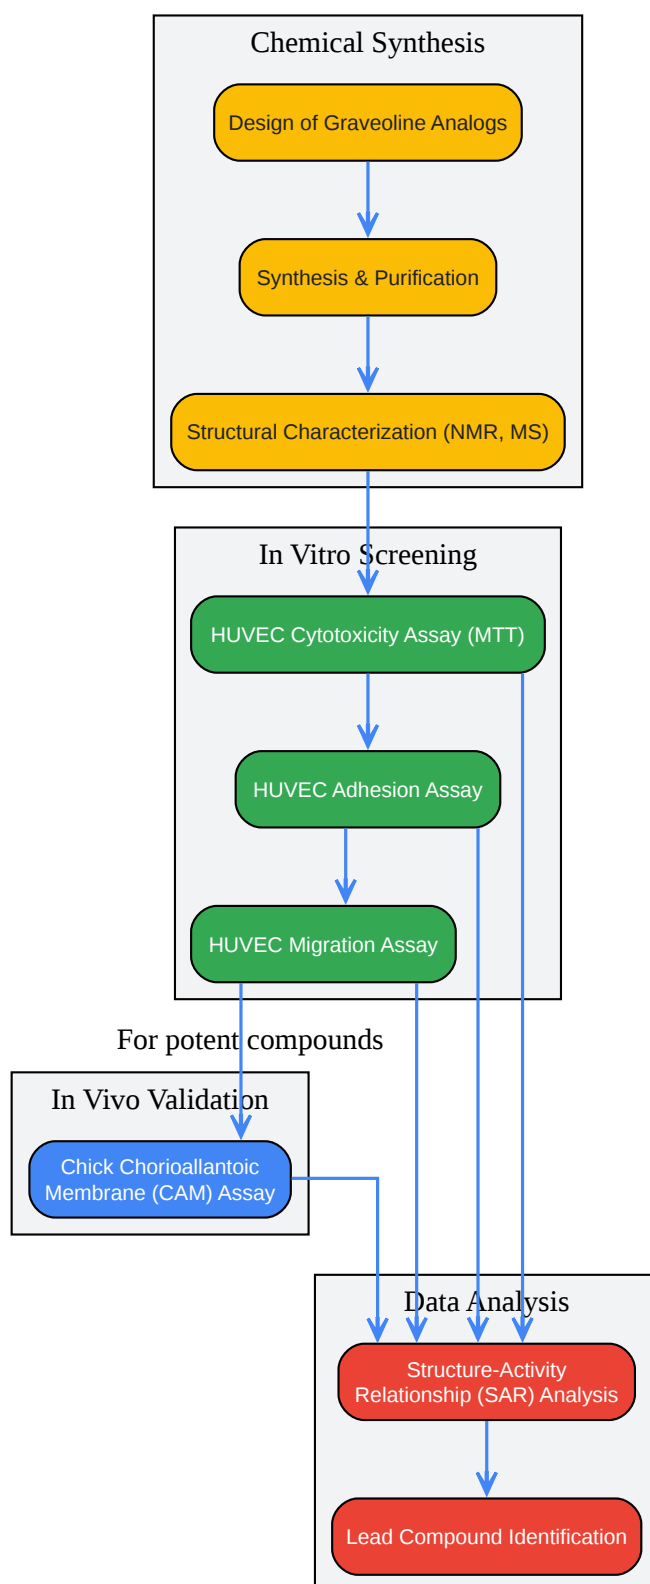 Chemical Synthesis
Design of Graveoline Analogs
Synthesis & Purification
Structural Characterization (NMR, MS)
In Vitro Screening
HUVEC Cytotoxicity Assay (MTT)
HUVEC Adhesion Assay
HUVEC Migration Assay
For potent compounds
In Vivo Validation
Chick Chorioallantoic
Membrane (CAM) Assay
Data Analysis
Structure-Activity
Relationship (SAR) Analysis
Lead Compound Identification